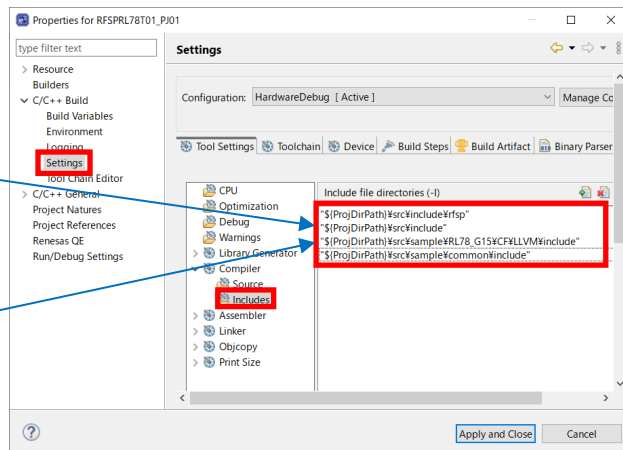 Properties for RFSPRL78T01_PJ01
type filter text
Resource
Builders
C/C++ Build
Build Variables
Environment
Logging
Settings
Tool Chain Editor
C/C++ General
Project Natures
Project References
Renesas QE
Run/Debug Settings
Settings
Configuration: HardwareDebug [ Active ] Manage Co
Tool Settings Toolchain Device Build Steps Build Artifact Binary Parser
CPU
Optimization
Debug
Warnings
Library Generator
Compiler
Source
Includes
Assembler
Linker
Objcopy
Print Size
Include file directories (-I)
"${ProjDirPath}¥src¥include¥rfsp"
"${ProjDirPath}¥src¥include"
"${ProjDirPath}¥src¥sample¥RL78_G15¥CF¥LLVM¥include"
"${ProjDirPath}¥src¥sample¥common¥include"
Apply and Close Cancel